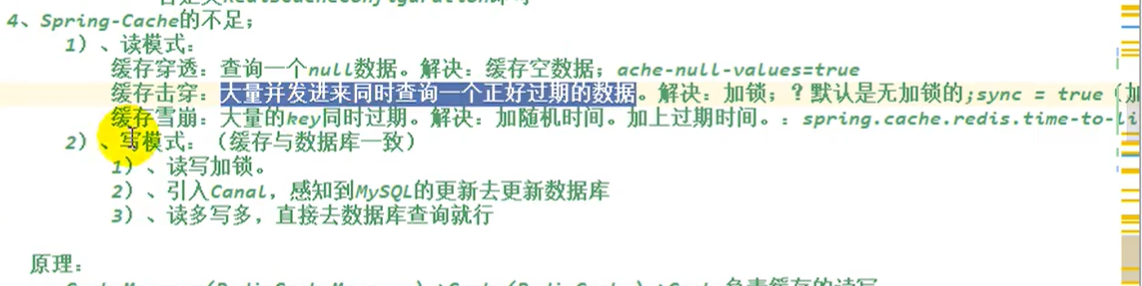 4、Spring-Cache的不足；
1）、读模式：
缓存穿透：查询一个null数据。解决：缓存空数据；ache-null-values=true
缓存击穿：大量并发进来同时查询一个正好过期的数据。解决：加锁；？默认是无加锁的;sync = true（加
缓存雪崩：大量的key同时过期。解决：加随机时间。加上过期时间。：spring.cache.redis.time-to-li
2）、写模式：（缓存与数据库一致）
1）、读写加锁。
2）、引入Canal，感知到MySQL的更新去更新数据库
3）、读多写多，直接去数据库查询就行
原理：